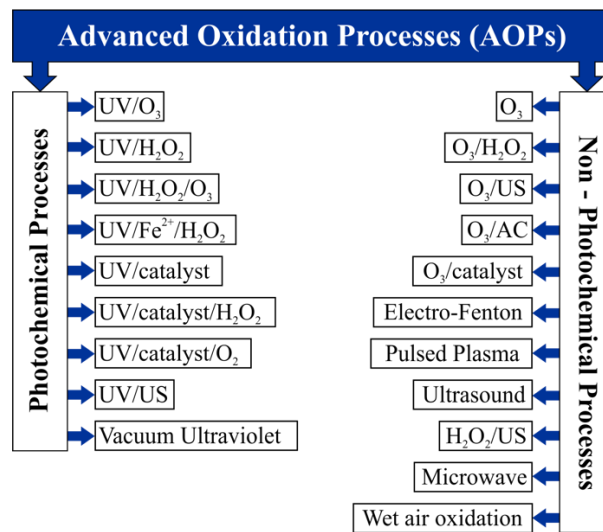 Advanced Oxidation Processes (AOPs)
Photochemical Processes
UV/O₃
UV/H₂O₂
UV/H₂O₂/O₃
UV/Fe²⁺/H₂O₂
UV/catalyst
UV/catalyst/H₂O₂
UV/catalyst/O₂
UV/US
Vacuum Ultraviolet
Non - Photochemical Processes
O₃
O₃/H₂O₂
O₃/US
O₃/AC
O₃/catalyst
Electro-Fenton
Pulsed Plasma
Ultrasound
H₂O₂/US
Microwave
Wet air oxidation